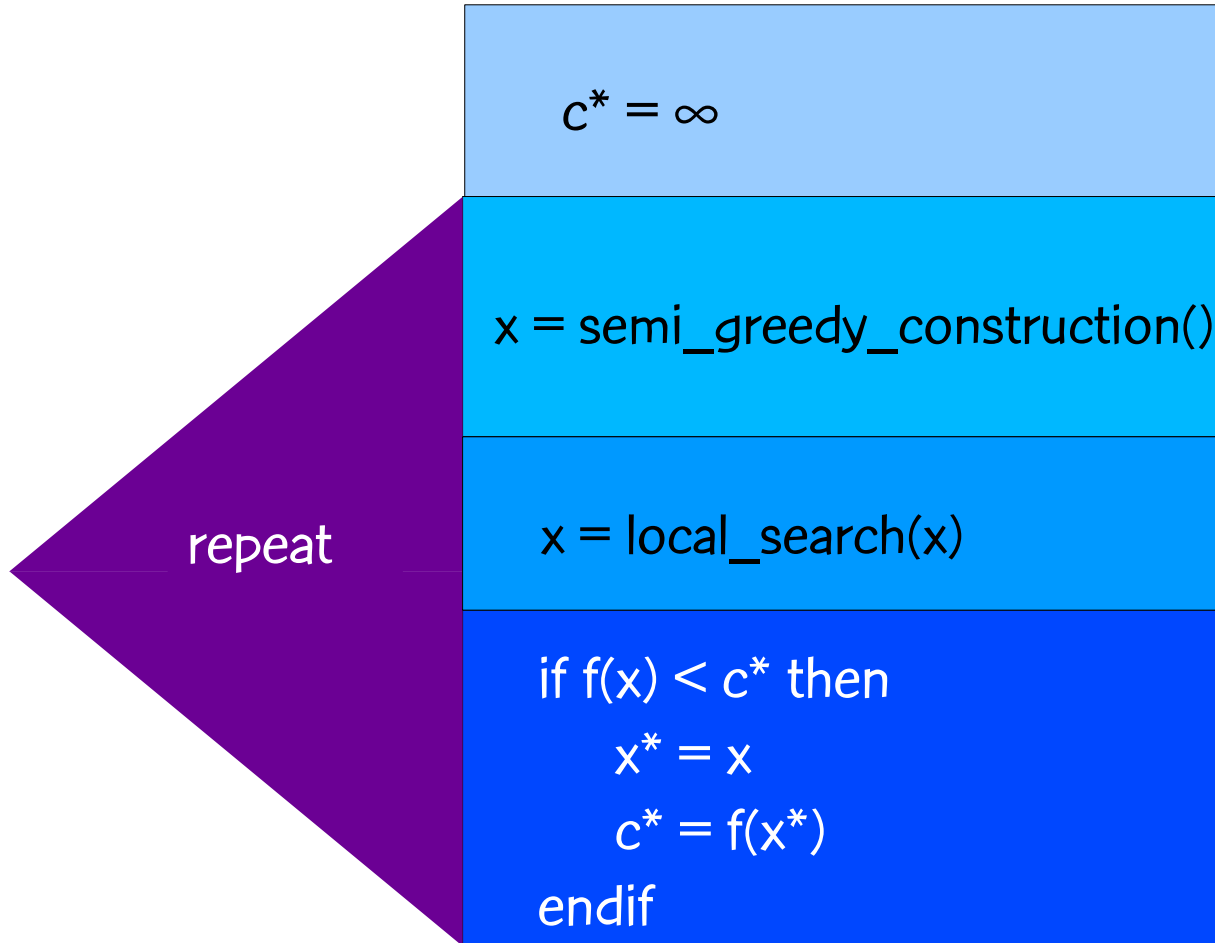 c* = ∞
x = semi_greedy_construction()
repeat
x = local_search(x)
if f(x) < c* then
x* = x
c* = f(x*)
endif